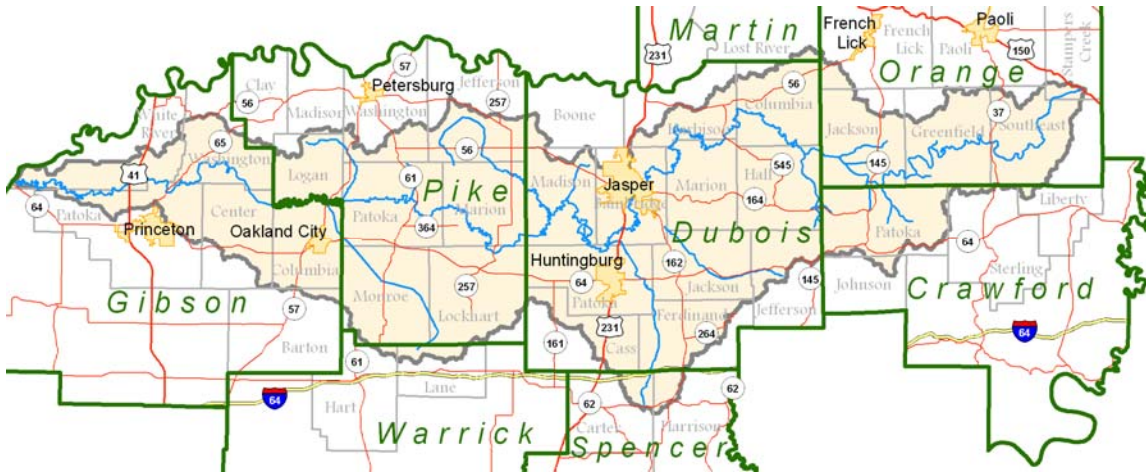 Martin
French
Lick
Paoli
231
Lost River
French
Lick
Paoli
150
Stampers
Creek
Orange
57
Petersburg
Jefferson
257
Clay
56
Madison
Washington
Boone
56
Columbia
White
River
65
Washington
Harbison
Jackson
37
Greenfield
Southeast
41
Logan
61
56
Pike
Madison
Jasper
Bainbridge
Marion
Hall
545
145
64
Patoka
Center
Patoka
Marion
364
164
Liberty
Princeton
Oakland City
Dubois
Patoka
64
Columbia
Huntingburg
162
Sterling
Gibson
57
Monroe
257
64
Patoka
Jackson
145
Johnson
Crawford
Lockhart
Ferdinand
Jefferson
231
264
64
Barton
161
Cass
61
Lane
62
64
Hart
62
Carter
Harrison
Warrick
Spencer